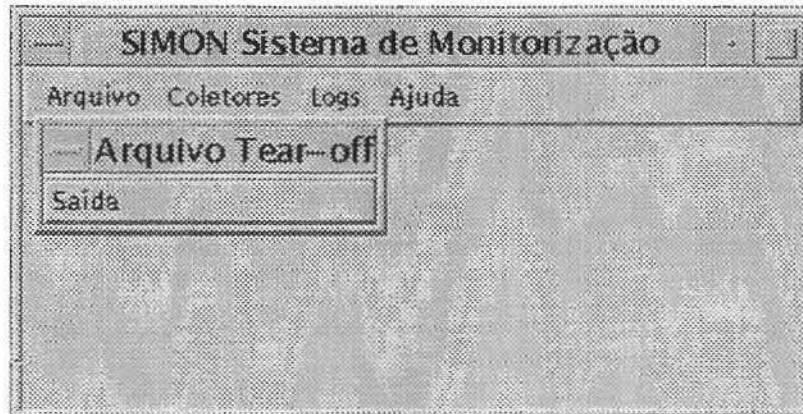 SIMON Sistema de Monitorização
Arquivo Coletores Logs Ajuda
Arquivo Tear-off
Saída